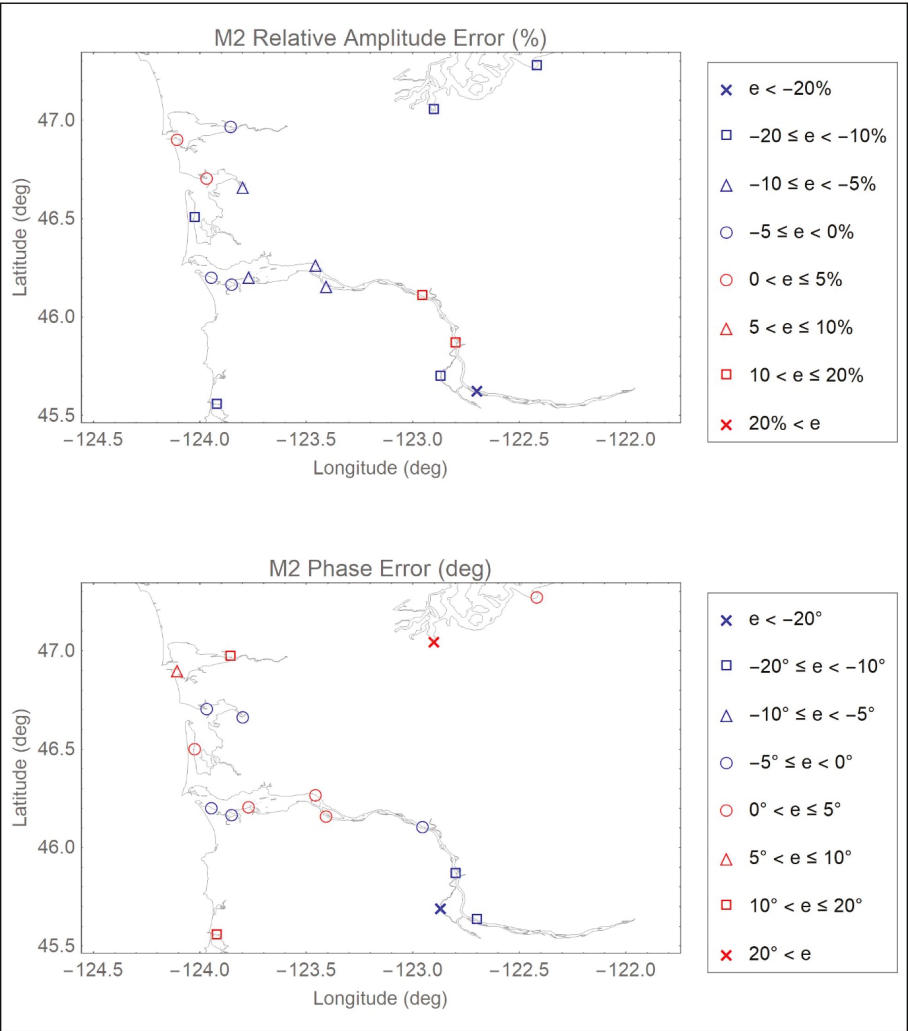 M2 Relative Amplitude Error (%)
47.0
46.5
46.0
45.5
Latitude (deg)
−124.5 −124.0 −123.5 −123.0 −122.5 −122.0
Longitude (deg)
e < −20%
−20 ≤ e < −10%
−10 ≤ e < −5%
−5 ≤ e < 0%
0 < e ≤ 5%
5 < e ≤ 10%
10 < e ≤ 20%
20% < e
M2 Phase Error (deg)
47.0
46.5
46.0
45.5
Latitude (deg)
−124.5 −124.0 −123.5 −123.0 −122.5 −122.0
Longitude (deg)
e < −20°
−20° ≤ e < −10°
−10° ≤ e < −5°
−5° ≤ e < 0°
0° < e ≤ 5°
5° < e ≤ 10°
10° < e ≤ 20°
20° < e